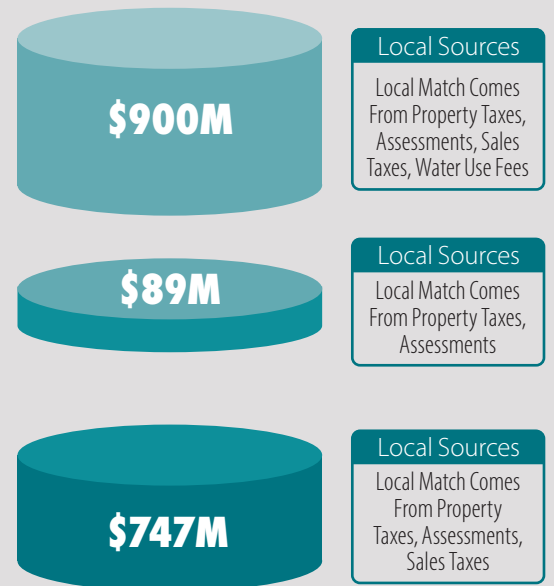 $900M
Local Sources
Local Match Comes
From Property Taxes,
Assessments, Sales
Taxes, Water Use Fees
$89M
Local Sources
Local Match Comes
From Property Taxes,
Assessments
$747M
Local Sources
Local Match Comes
From Property
Taxes, Assessments,
Sales Taxes